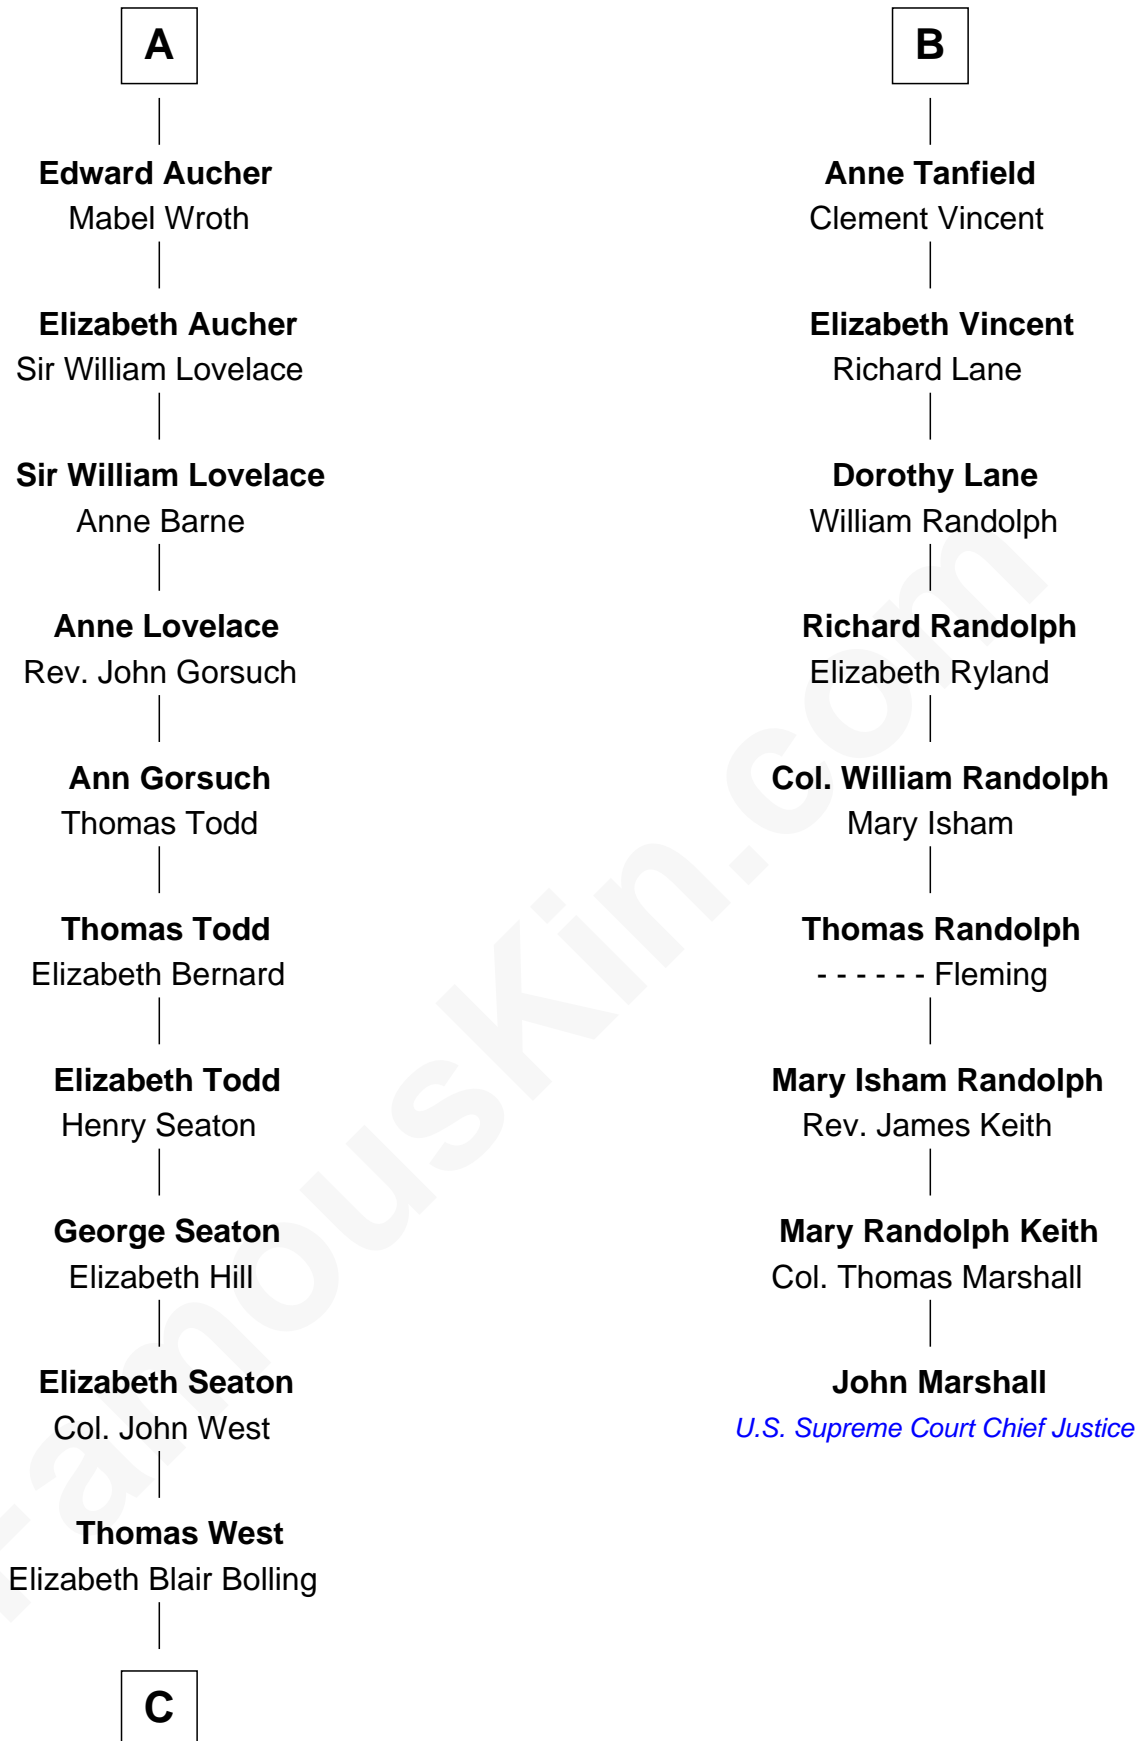 A
Edward Aucher
Mabel Wroth
Elizabeth Aucher
Sir William Lovelace
Sir William Lovelace
Anne Barne
Anne Lovelace
Rev. John Gorsuch
Ann Gorsuch
Thomas Todd
Thomas Todd
Elizabeth Bernard
Elizabeth Todd
Henry Seaton
George Seaton
Elizabeth Hill
Elizabeth Seaton
Col. John West
Thomas West
Elizabeth Blair Bolling
C
B
Anne Tanfield
Clement Vincent
Elizabeth Vincent
Richard Lane
Dorothy Lane
William Randolph
Richard Randolph
Elizabeth Ryland
Col. William Randolph
Mary Isham
Thomas Randolph
- - - - - - Fleming
Mary Isham Randolph
Rev. James Keith
Mary Randolph Keith
Col. Thomas Marshall
John Marshall
U.S. Supreme Court Chief Justice
FamousKin.com